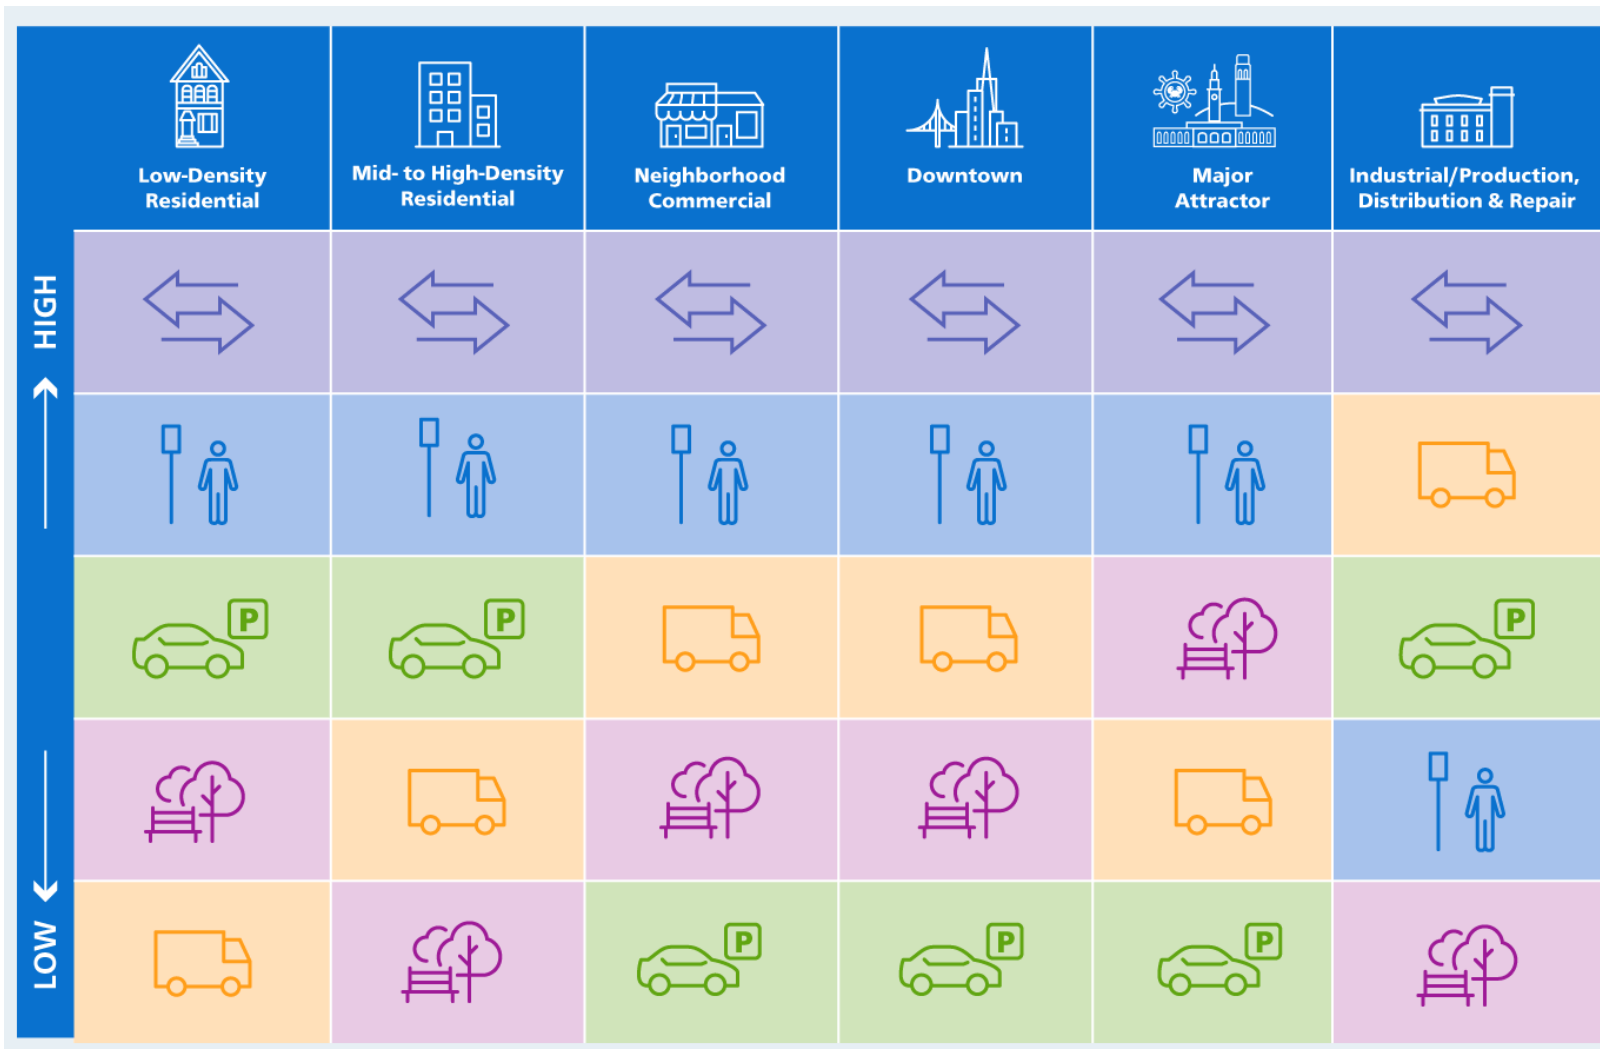 Low-Density
Residential
Mid- to High-Density
Residential
Neighborhood
Commercial
Downtown
Major
Attractor
Industrial/Production,
Distribution & Repair
HIGH
P
P
P
LOW
P
P
P